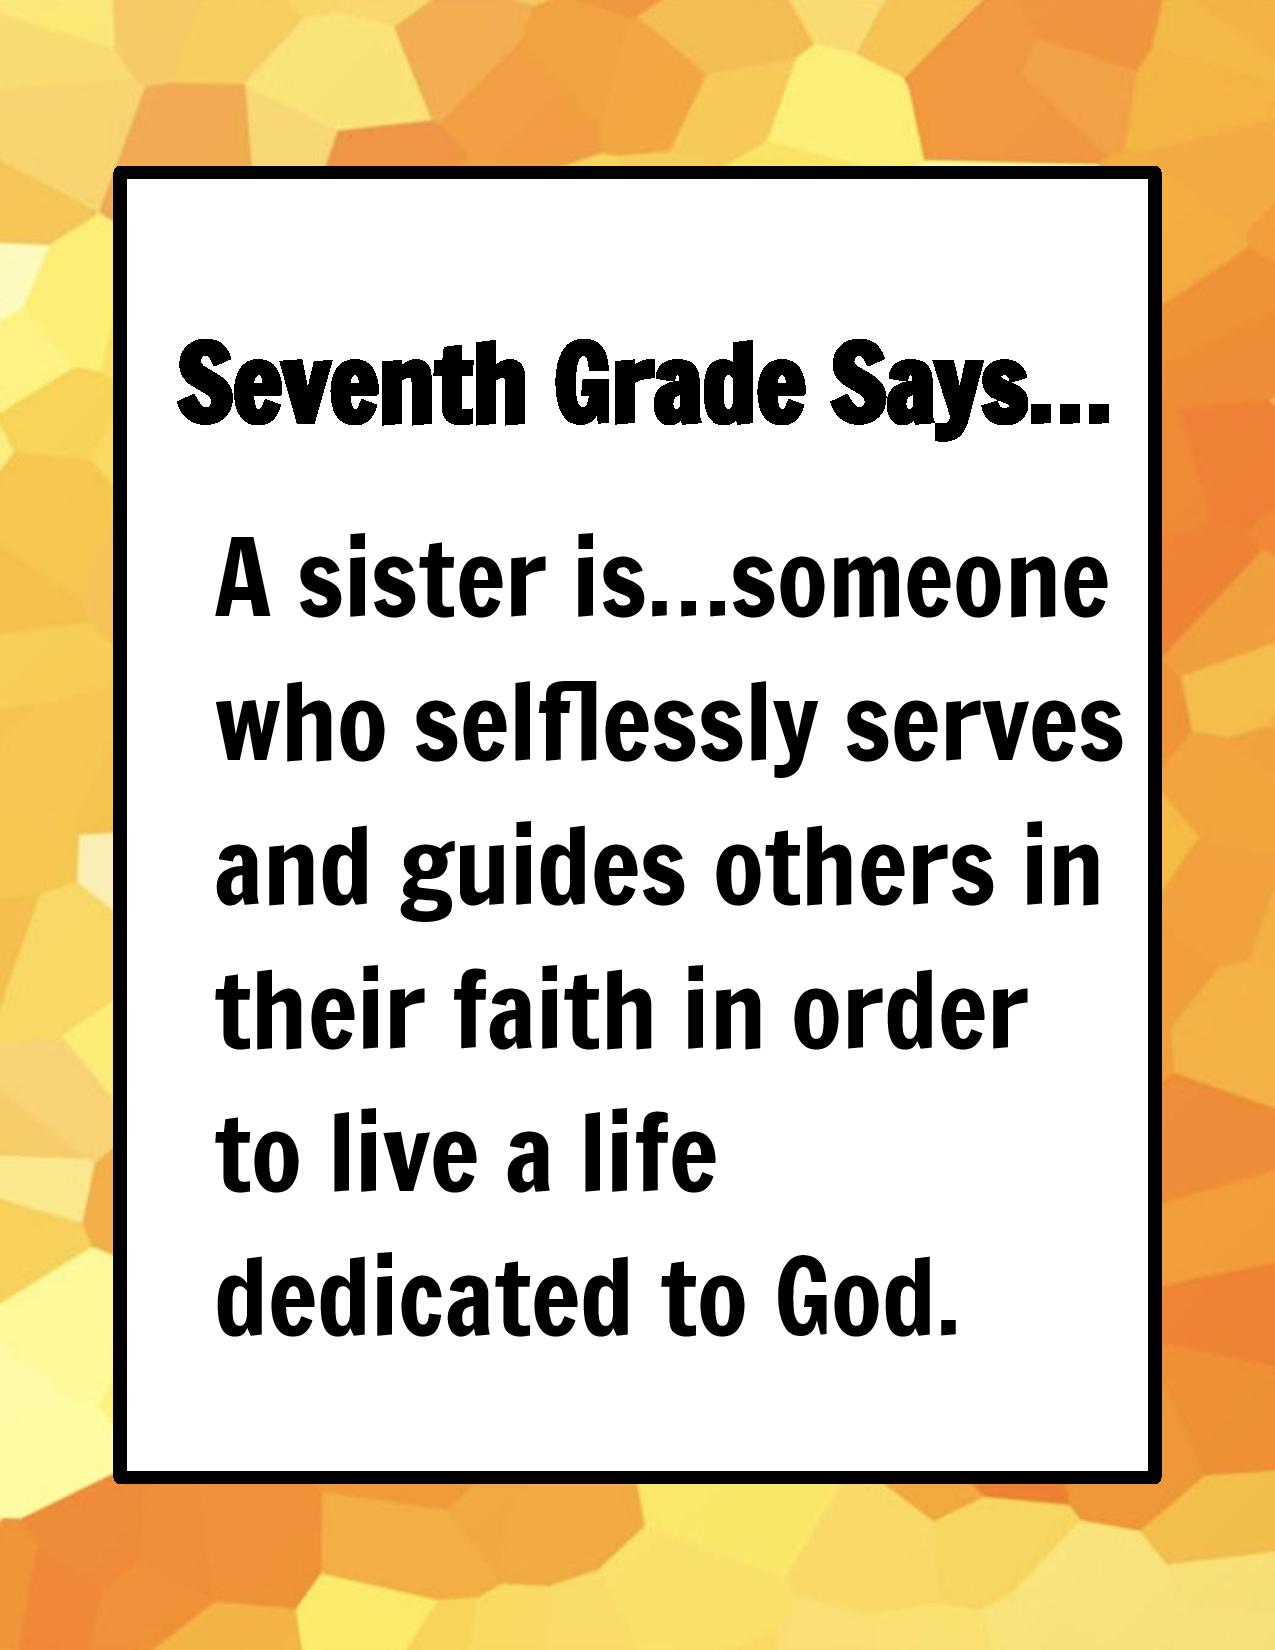 Seventh Grade Says...
A sister is...someone
who selflessly serves
and guides others in
their faith in order
to live a life
dedicated to God.